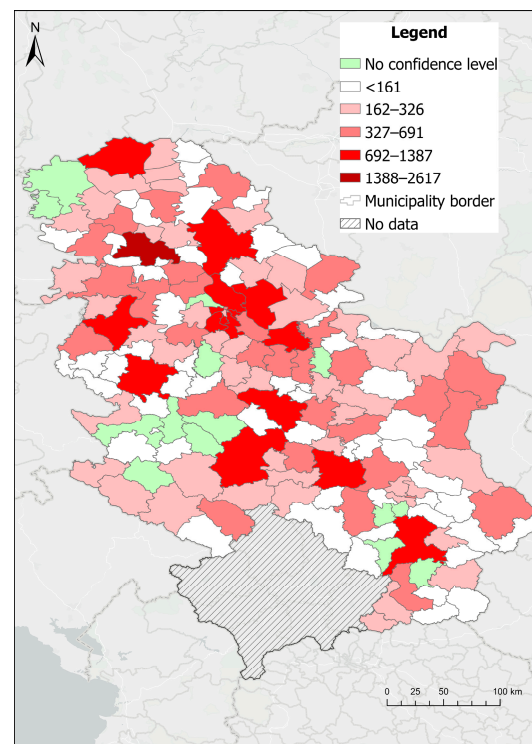 N
Legend
No confidence level
<161
162–326
327–691
692–1387
1388–2617
Municipality border
No data
0 25 50 100 km